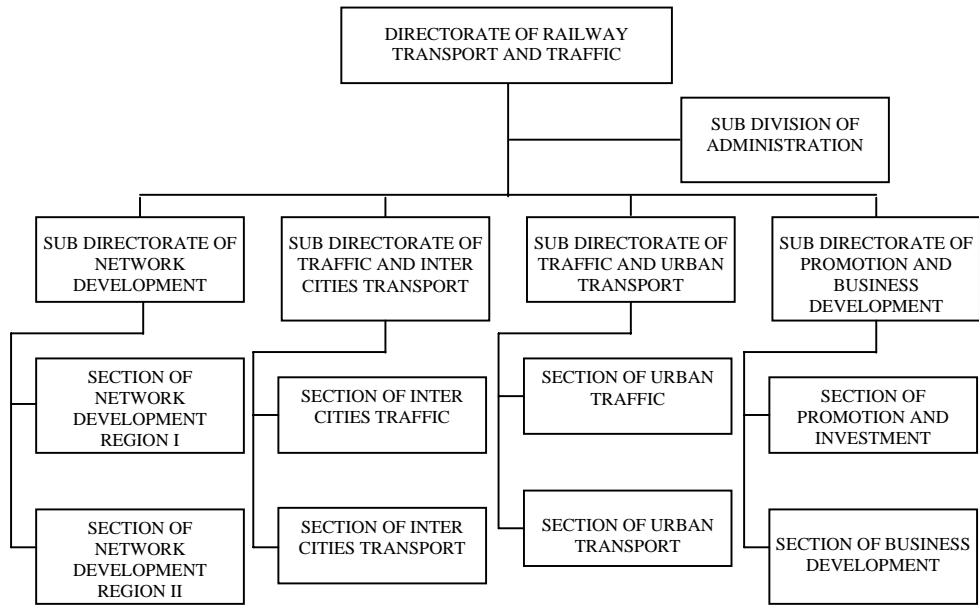 DIRECTORATE OF RAILWAY
TRANSPORT AND TRAFFIC
SUB DIVISION OF
ADMINISTRATION
SUB DIRECTORATE OF
NETWORK
DEVELOPMENT
SUB DIRECTORATE OF
TRAFFIC AND INTER
CITIES TRANSPORT
SUB DIRECTORATE OF
TRAFFIC AND URBAN
TRANSPORT
SUB DIRECTORATE OF
PROMOTION AND
BUSINESS
DEVELOPMENT
SECTION OF
NETWORK
DEVELOPMENT
REGION I
SECTION OF INTER
CITIES TRAFFIC
SECTION OF URBAN
TRAFFIC
SECTION OF
PROMOTION AND
INVESTMENT
SECTION OF
NETWORK
DEVELOPMENT
REGION II
SECTION OF INTER
CITIES TRANSPORT
SECTION OF URBAN
TRANSPORT
SECTION OF BUSINESS
DEVELOPMENT